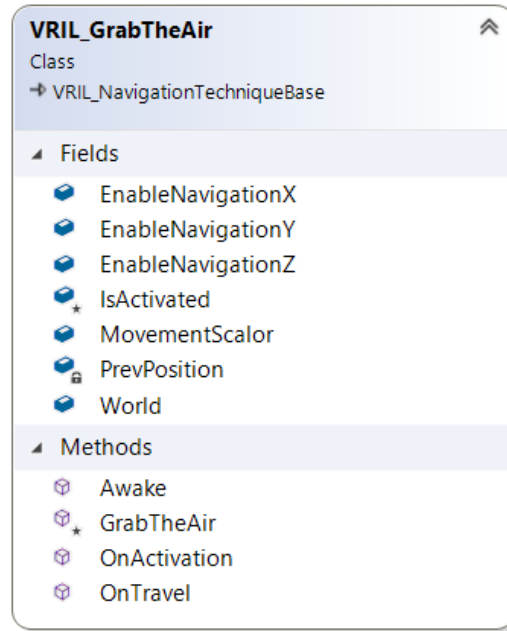 VRIL_GrabTheAir
Class
VRIL_NavigationTechniqueBase
Fields
EnableNavigationX
EnableNavigationY
EnableNavigationZ
IsActivated
MovementScalor
PrevPosition
World
Methods
Awake
GrabTheAir
OnActivation
OnTravel